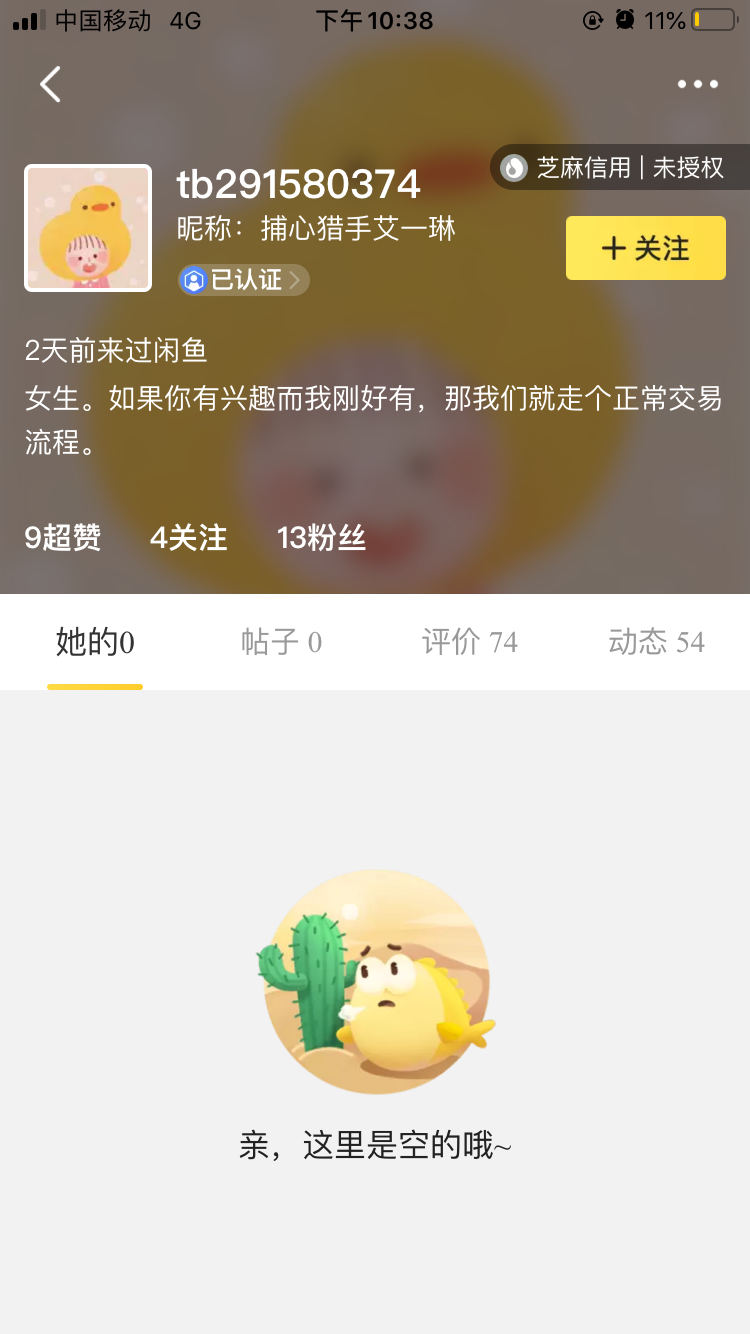 中国移动 4G 下午10:38 11%
芝麻信用 | 未授权
tb291580374
昵称：捕心猎手艾一琳
已认证
＋关注
2天前来过闲鱼
女生。如果你有兴趣而我刚好有，那我们就走个正常交易
流程。
9超赞 4关注 13粉丝
她的0 帖子 0 评价 74 动态 54
亲，这里是空的哦~